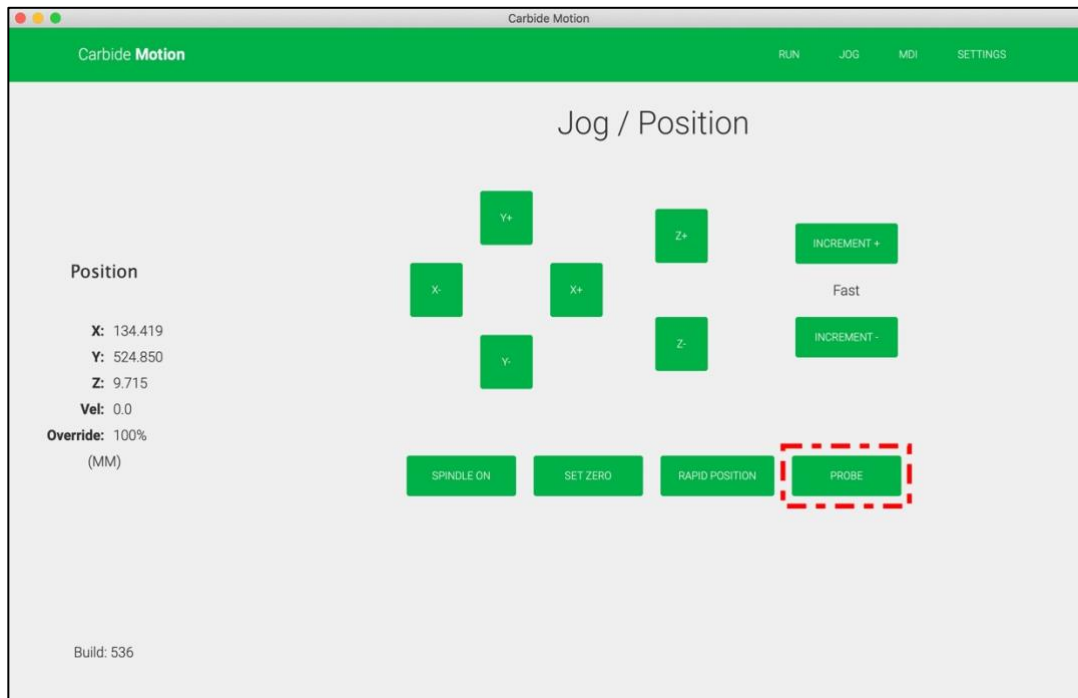 Carbide Motion
Carbide Motion
RUN JOG MDI SETTINGS
Jog / Position
Y+
X-
X+
Y-
Z+
Z-
INCREMENT +
Fast
INCREMENT -
Position
X: 134.419
Y: 524.850
Z: 9.715
Vel: 0.0
Override: 100%
(MM)
SPINDLE ON
SET ZERO
RAPID POSITION
PROBE
Build: 536